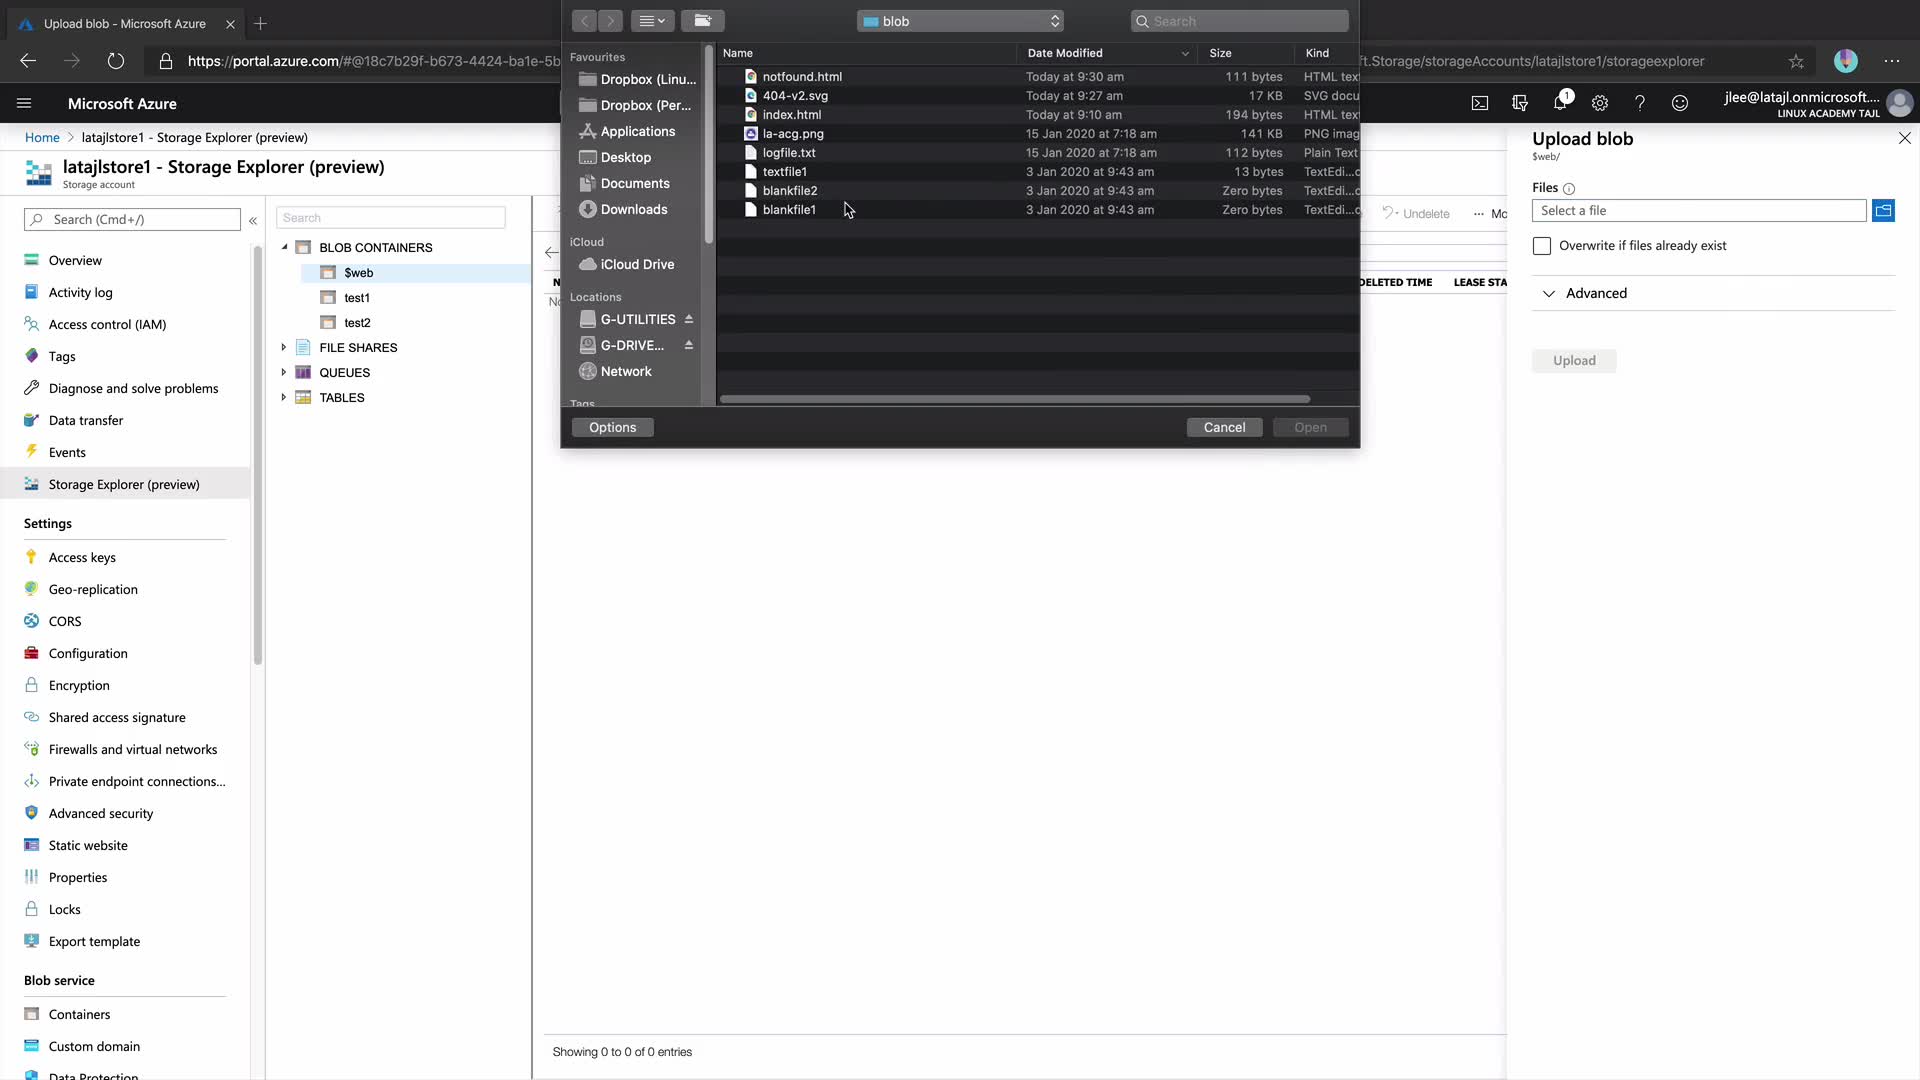 Upload blob - Microsoft Azure
https://portal.azure.com/#@18c7b29f-b673-4424-ba1e-5b
ft.Storage/storageAccounts/latajlstore1/storageexplorer
Microsoft Azure
1
jlee@latajl.onmicrosoft....
LINUX ACADEMY TAJL
Home > latajlstore1 - Storage Explorer (preview)
latajlstore1 - Storage Explorer (preview)
Storage account
Search (Cmd+/)
«
Overview
Activity log
Access control (IAM)
Tags
Diagnose and solve problems
Data transfer
Events
Storage Explorer (preview)
Settings
Access keys
Geo-replication
CORS
Configuration
Encryption
Shared access signature
Firewalls and virtual networks
Private endpoint connections...
Advanced security
Static website
Properties
Locks
Export template
Blob service
Containers
Custom domain
Data Protection
Search
BLOB CONTAINERS
$web
test1
test2
FILE SHARES
QUEUES
TABLES
blob
Search
Favourites
Dropbox (Linu...
Dropbox (Per...
Applications
Desktop
Documents
Downloads
iCloud
iCloud Drive
Locations
G-UTILITIES
G-DRIVE...
Network
Tags
Name Date Modified Size Kind
notfound.html Today at 9:30 am 111 bytes HTML text
404-v2.svg Today at 9:27 am 17 KB SVG docu
index.html Today at 9:10 am 194 bytes HTML text
la-acg.png 15 Jan 2020 at 7:18 am 141 KB PNG imag
logfile.txt 15 Jan 2020 at 7:18 am 112 bytes Plain Text
textfile1 3 Jan 2020 at 9:43 am 13 bytes TextEdi...c
blankfile2 3 Jan 2020 at 9:43 am Zero bytes TextEdi...c
blankfile1 3 Jan 2020 at 9:43 am Zero bytes TextEdi...c
Options
Cancel
Open
Undelete
... Mo
N
DELETED TIME
LEASE STA
No
Showing 0 to 0 of 0 entries
Upload blob
$web/
Files
Select a file
Overwrite if files already exist
Advanced
Upload